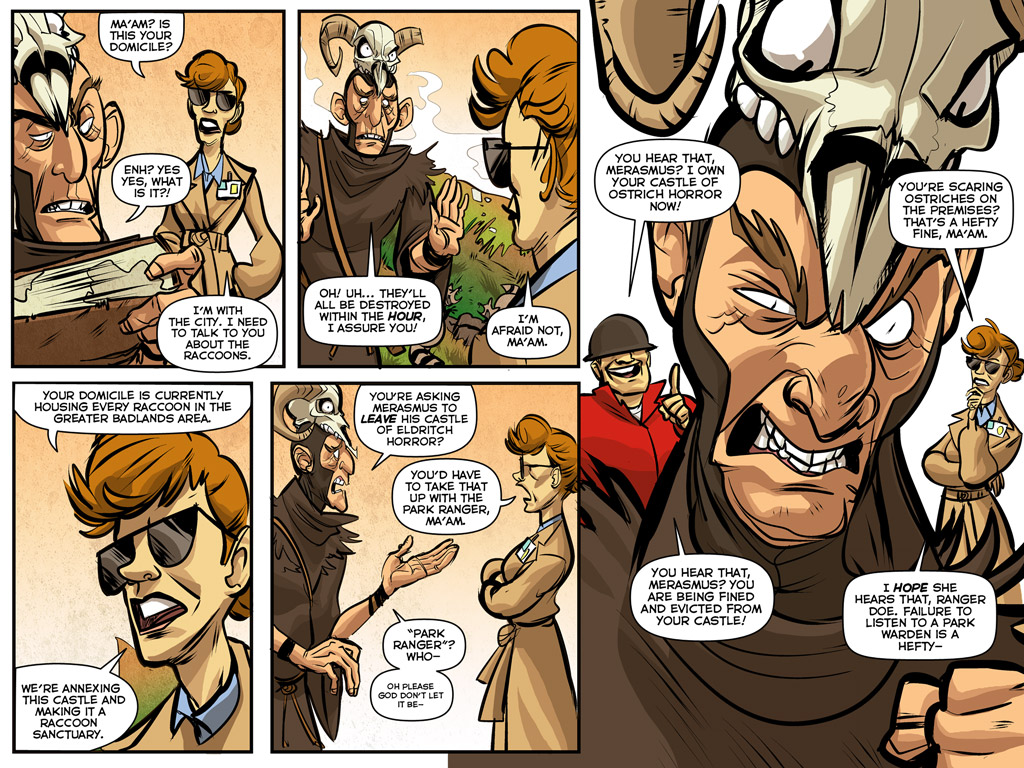 MA'AM? IS
THIS YOUR
DOMICILE?
ENH? YES
YES, WHAT
IS IT?!
I'M WITH
THE CITY. I NEED
TO TALK TO YOU
ABOUT THE
RACCOONS.
OH! UH... THEY'LL
ALL BE DESTROYED
WITHIN THE HOUR,
I ASSURE YOU!
I'M
AFRAID NOT,
MA'AM.
YOUR DOMICILE IS CURRENTLY
HOUSING EVERY RACCOON IN THE
GREATER BADLANDS AREA.
WE'RE ANNEXING
THIS CASTLE AND
MAKING IT A
RACCOON
SANCTUARY.
YOU'RE ASKING
MERASMUS TO
LEAVE HIS CASTLE
OF ELDRITCH
HORROR?
YOU'D HAVE
TO TAKE THAT
UP WITH THE
PARK RANGER,
MA'AM.
"PARK
RANGER"?
WHO–
OH PLEASE
GOD DON'T LET
IT BE–
YOU HEAR THAT,
MERASMUS? I OWN
YOUR CASTLE OF
OSTRICH HORROR
NOW!
YOU'RE SCARING
OSTRICHES ON
THE PREMISES?
THAT'S A HEFTY
FINE, MA'AM.
YOU HEAR THAT,
MERASMUS? YOU
ARE BEING FINED
AND EVICTED FROM
YOUR CASTLE!
I HOPE SHE
HEARS THAT, RANGER
DOE. FAILURE TO
LISTEN TO A PARK
WARDEN IS A
HEFTY–